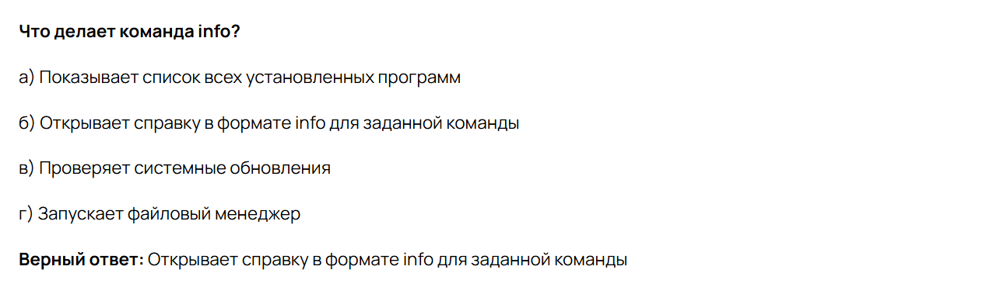 Что делает команда info?
а) Показывает список всех установленных программ
б) Открывает справку в формате info для заданной команды
в) Проверяет системные обновления
г) Запускает файловый менеджер
Верный ответ: Открывает справку в формате info для заданной команды